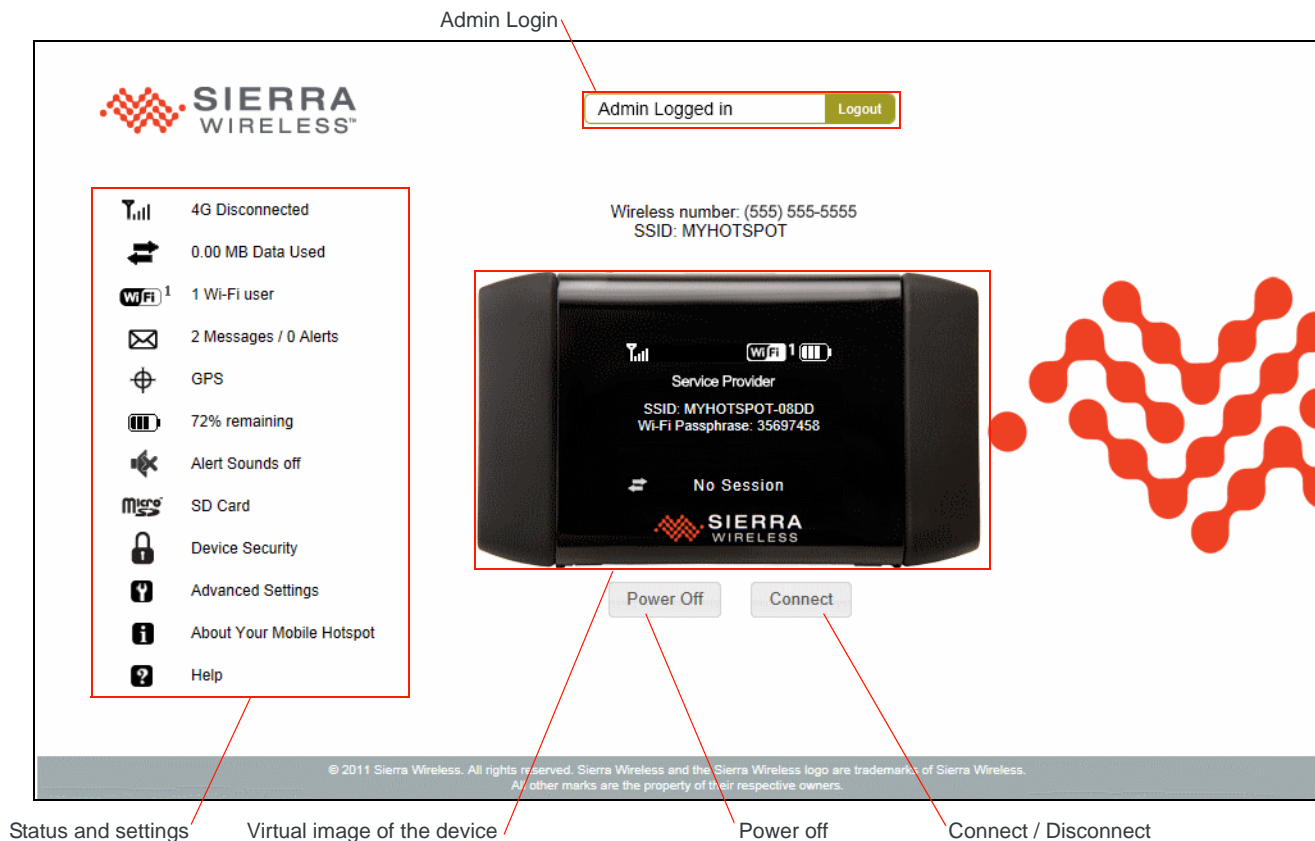 Admin Login
SIERRA
WIRELESS™
Admin Logged in
Logout
4G Disconnected
0.00 MB Data Used
WiFi 1
1 Wi-Fi user
2 Messages / 0 Alerts
GPS
72% remaining
Alert Sounds off
Micro SD
SD Card
Device Security
Advanced Settings
i
About Your Mobile Hotspot
?
Help
Wireless number: (555) 555-5555
SSID: MYHOTSPOT
WiFi 1
Service Provider
SSID: MYHOTSPOT-08DD
Wi-Fi Passphrase: 35697458
No Session
SIERRA
WIRELESS
Power Off
Connect
© 2011 Sierra Wireless. All rights reserved. Sierra Wireless and the Sierra Wireless logo are trademarks of Sierra Wireless.
All other marks are the property of their respective owners.
Status and settings
Virtual image of the device
Power off
Connect / Disconnect